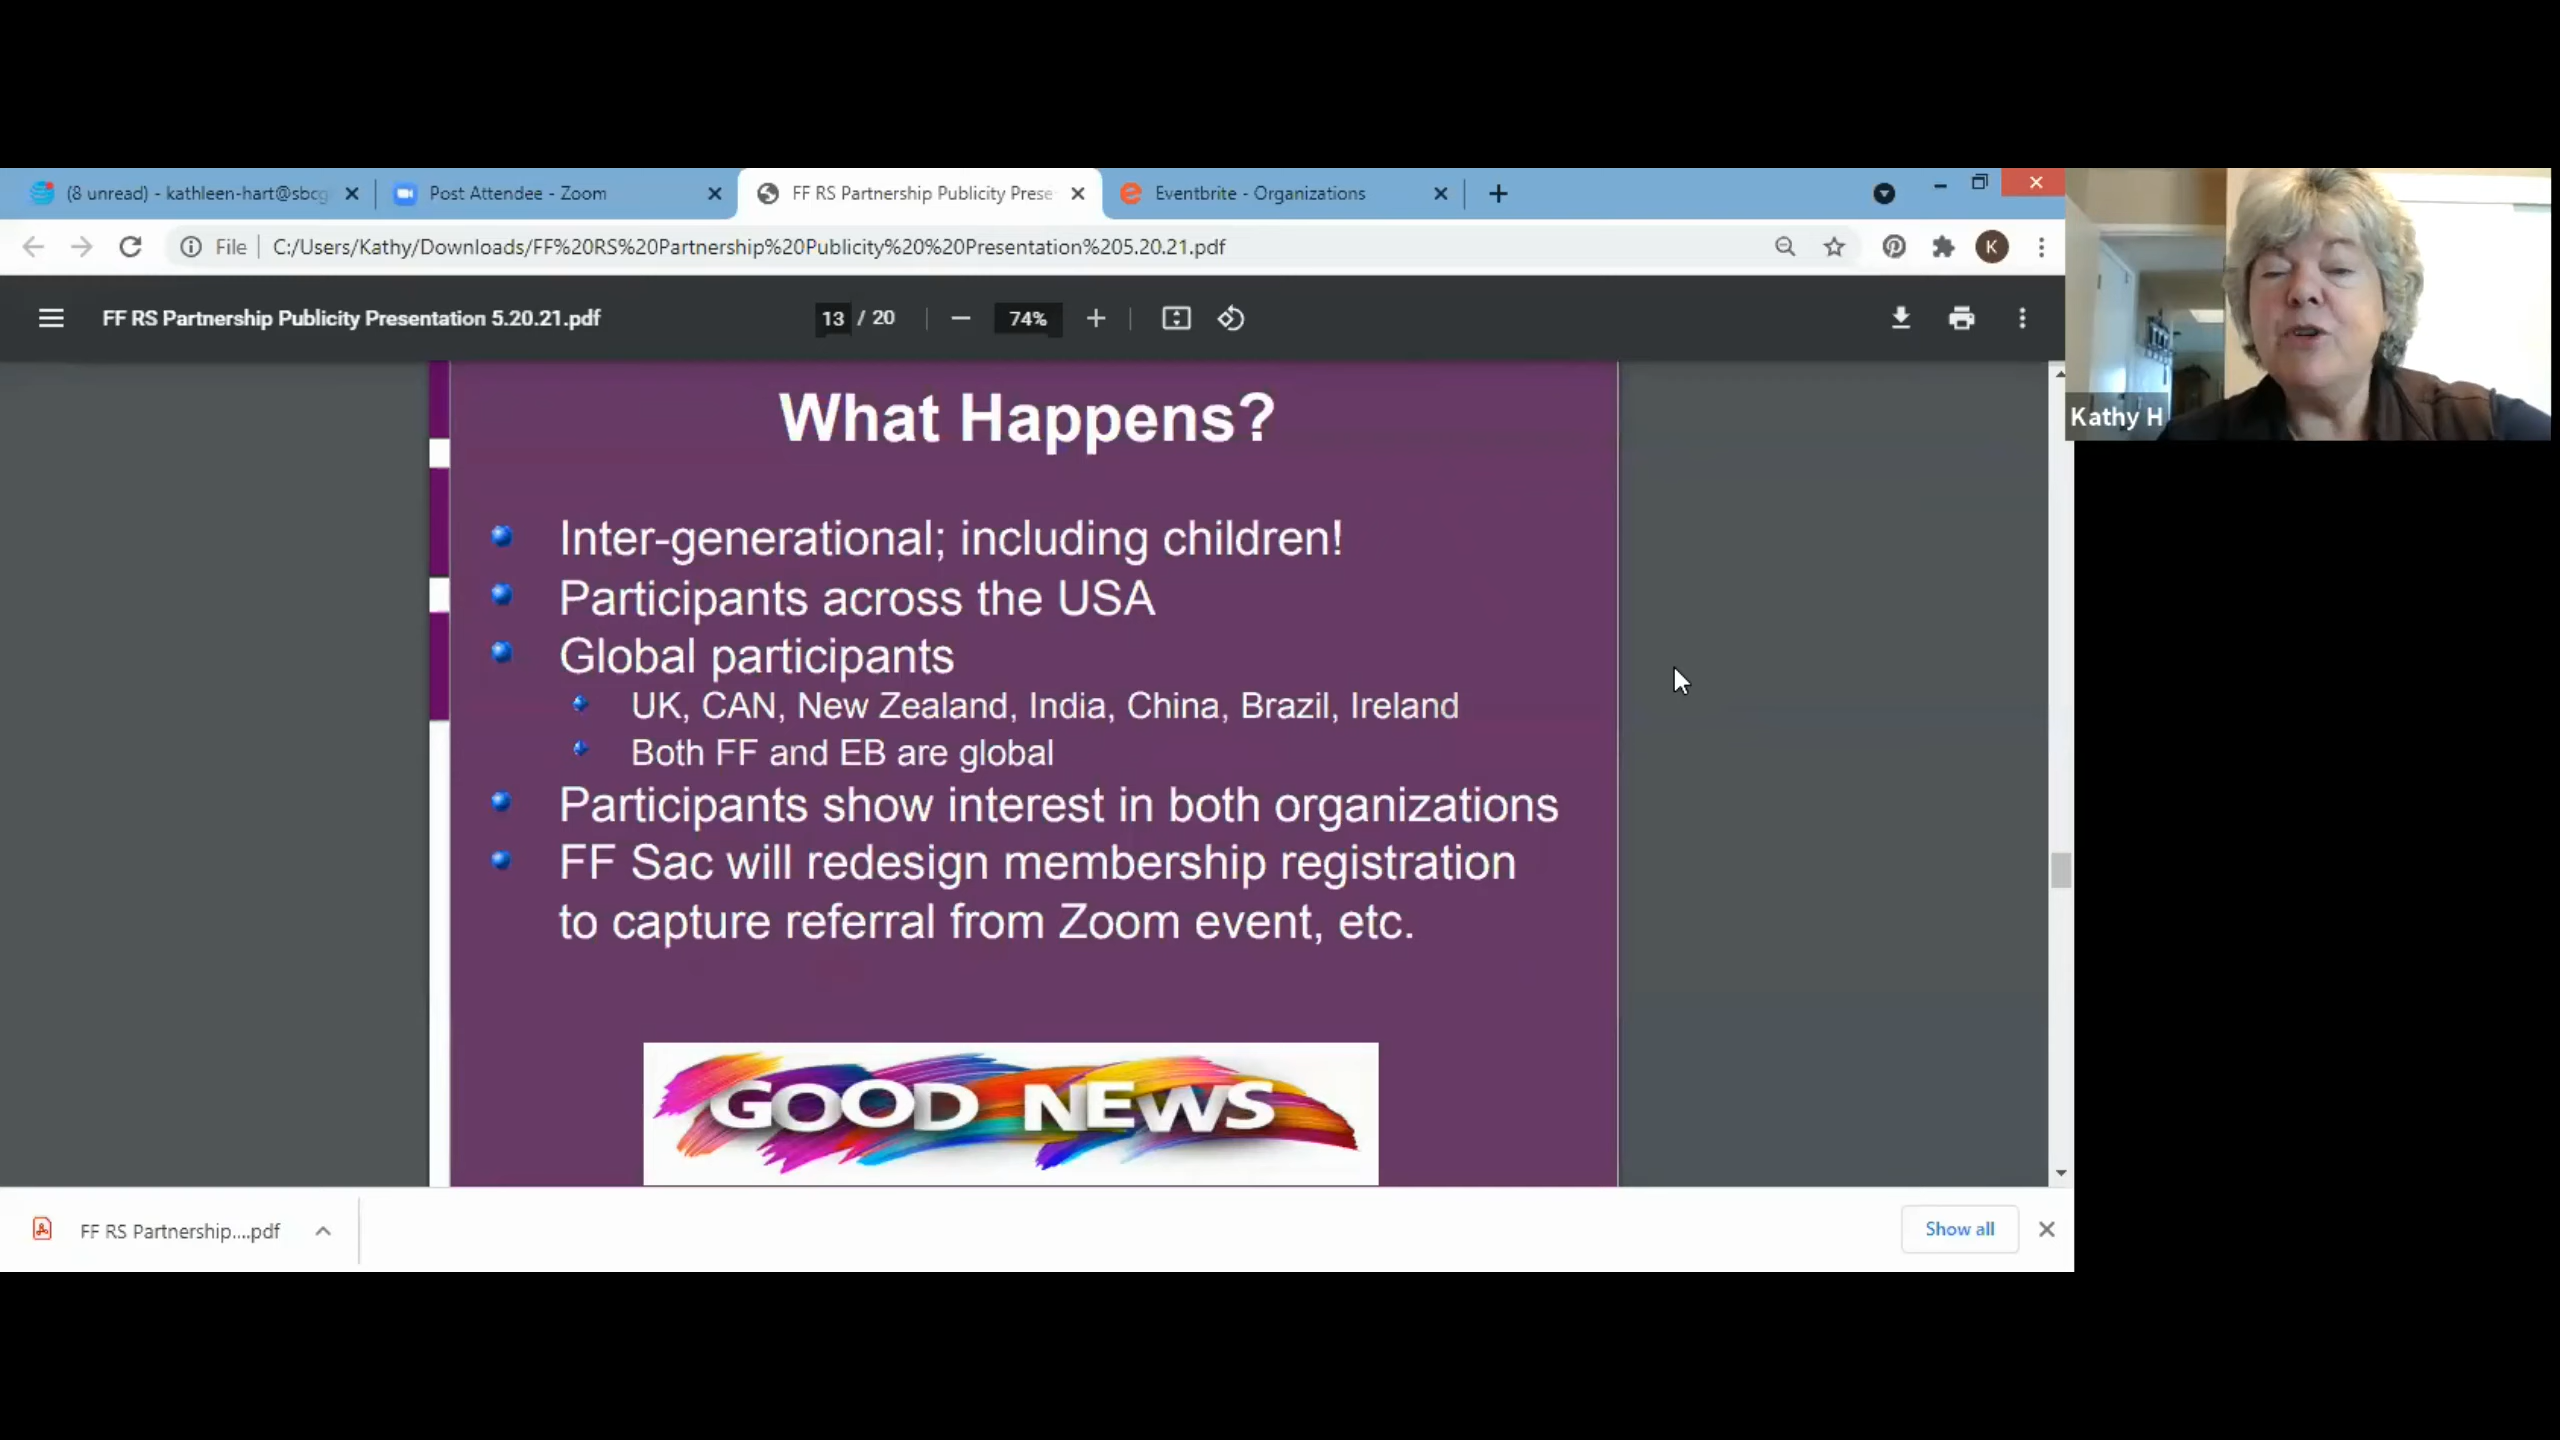 (8 unread) - kathleen-hart@sbcg
Post Attendee - Zoom
FF RS Partnership Publicity Prese
Eventbrite - Organizations
File
C:/Users/Kathy/Downloads/FF%20RS%20Partnership%20Publicity%20%20Presentation%205.20.21.pdf
K
FF RS Partnership Publicity Presentation 5.20.21.pdf
13 / 20
74%
Kathy H
What Happens?
Inter-generational; including children!
Participants across the USA
Global participants
UK, CAN, New Zealand, India, China, Brazil, Ireland
Both FF and EB are global
Participants show interest in both organizations
FF Sac will redesign membership registration
to capture referral from Zoom event, etc.
GOOD NEWS
FF RS Partnership....pdf
Show all